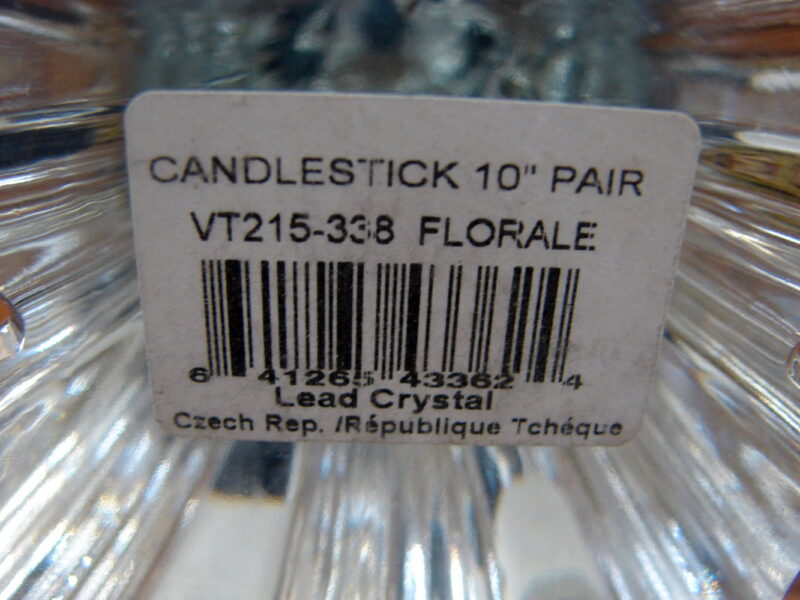 CANDLESTICK 10" PAIR
VT215-338 FLORALE
6 41265 43362 4
Lead Crystal
Czech Rep. /République Tchéque